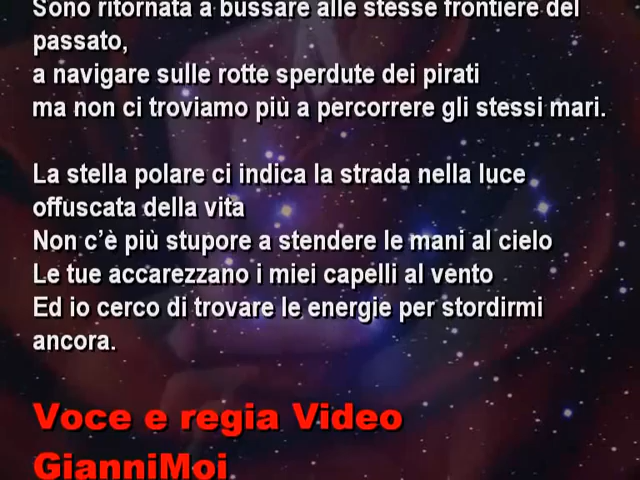 Sono ritornata a bussare alle stesse frontiere del
passato,
a navigare sulle rotte sperdute dei pirati
ma non ci troviamo più a percorrere gli stessi mari.
La stella polare ci indica la strada nella luce
offuscata della vita
Non c'è più stupore a stendere le mani al cielo
Le tue accarezzano i miei capelli al vento
Ed io cerco di trovare le energie per stordirmi
ancora.
Voce e regia Video
GianniMoi